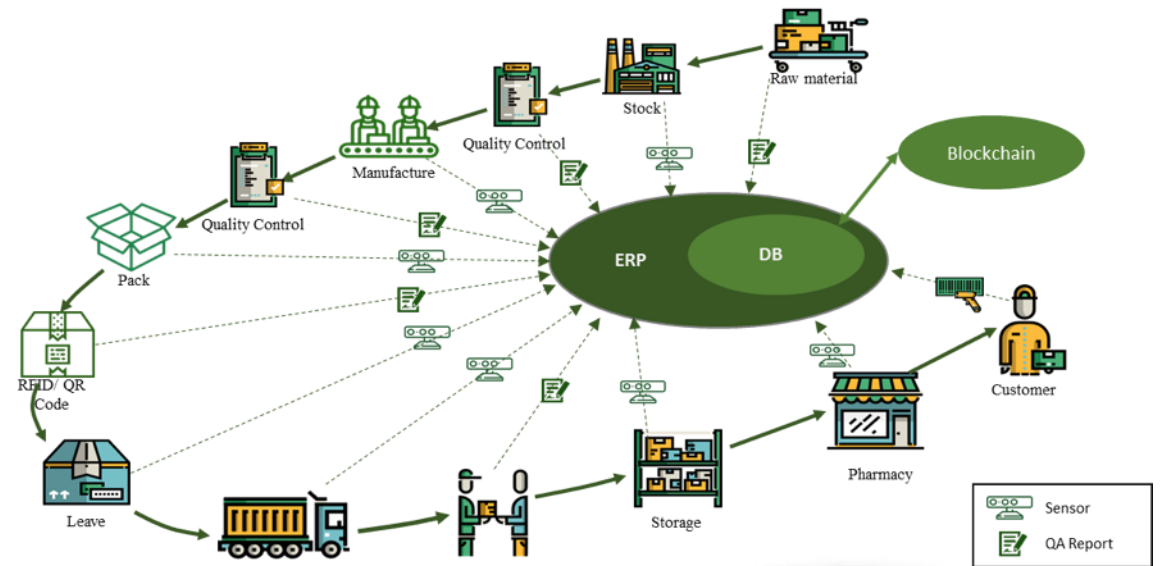 Raw material
Stock
Quality Control
Manufacture
Quality Control
Pack
RFID/ QR
Code
Leave
Blockchain
ERP
DB
Customer
Pharmacy
Storage
Sensor
QA Report